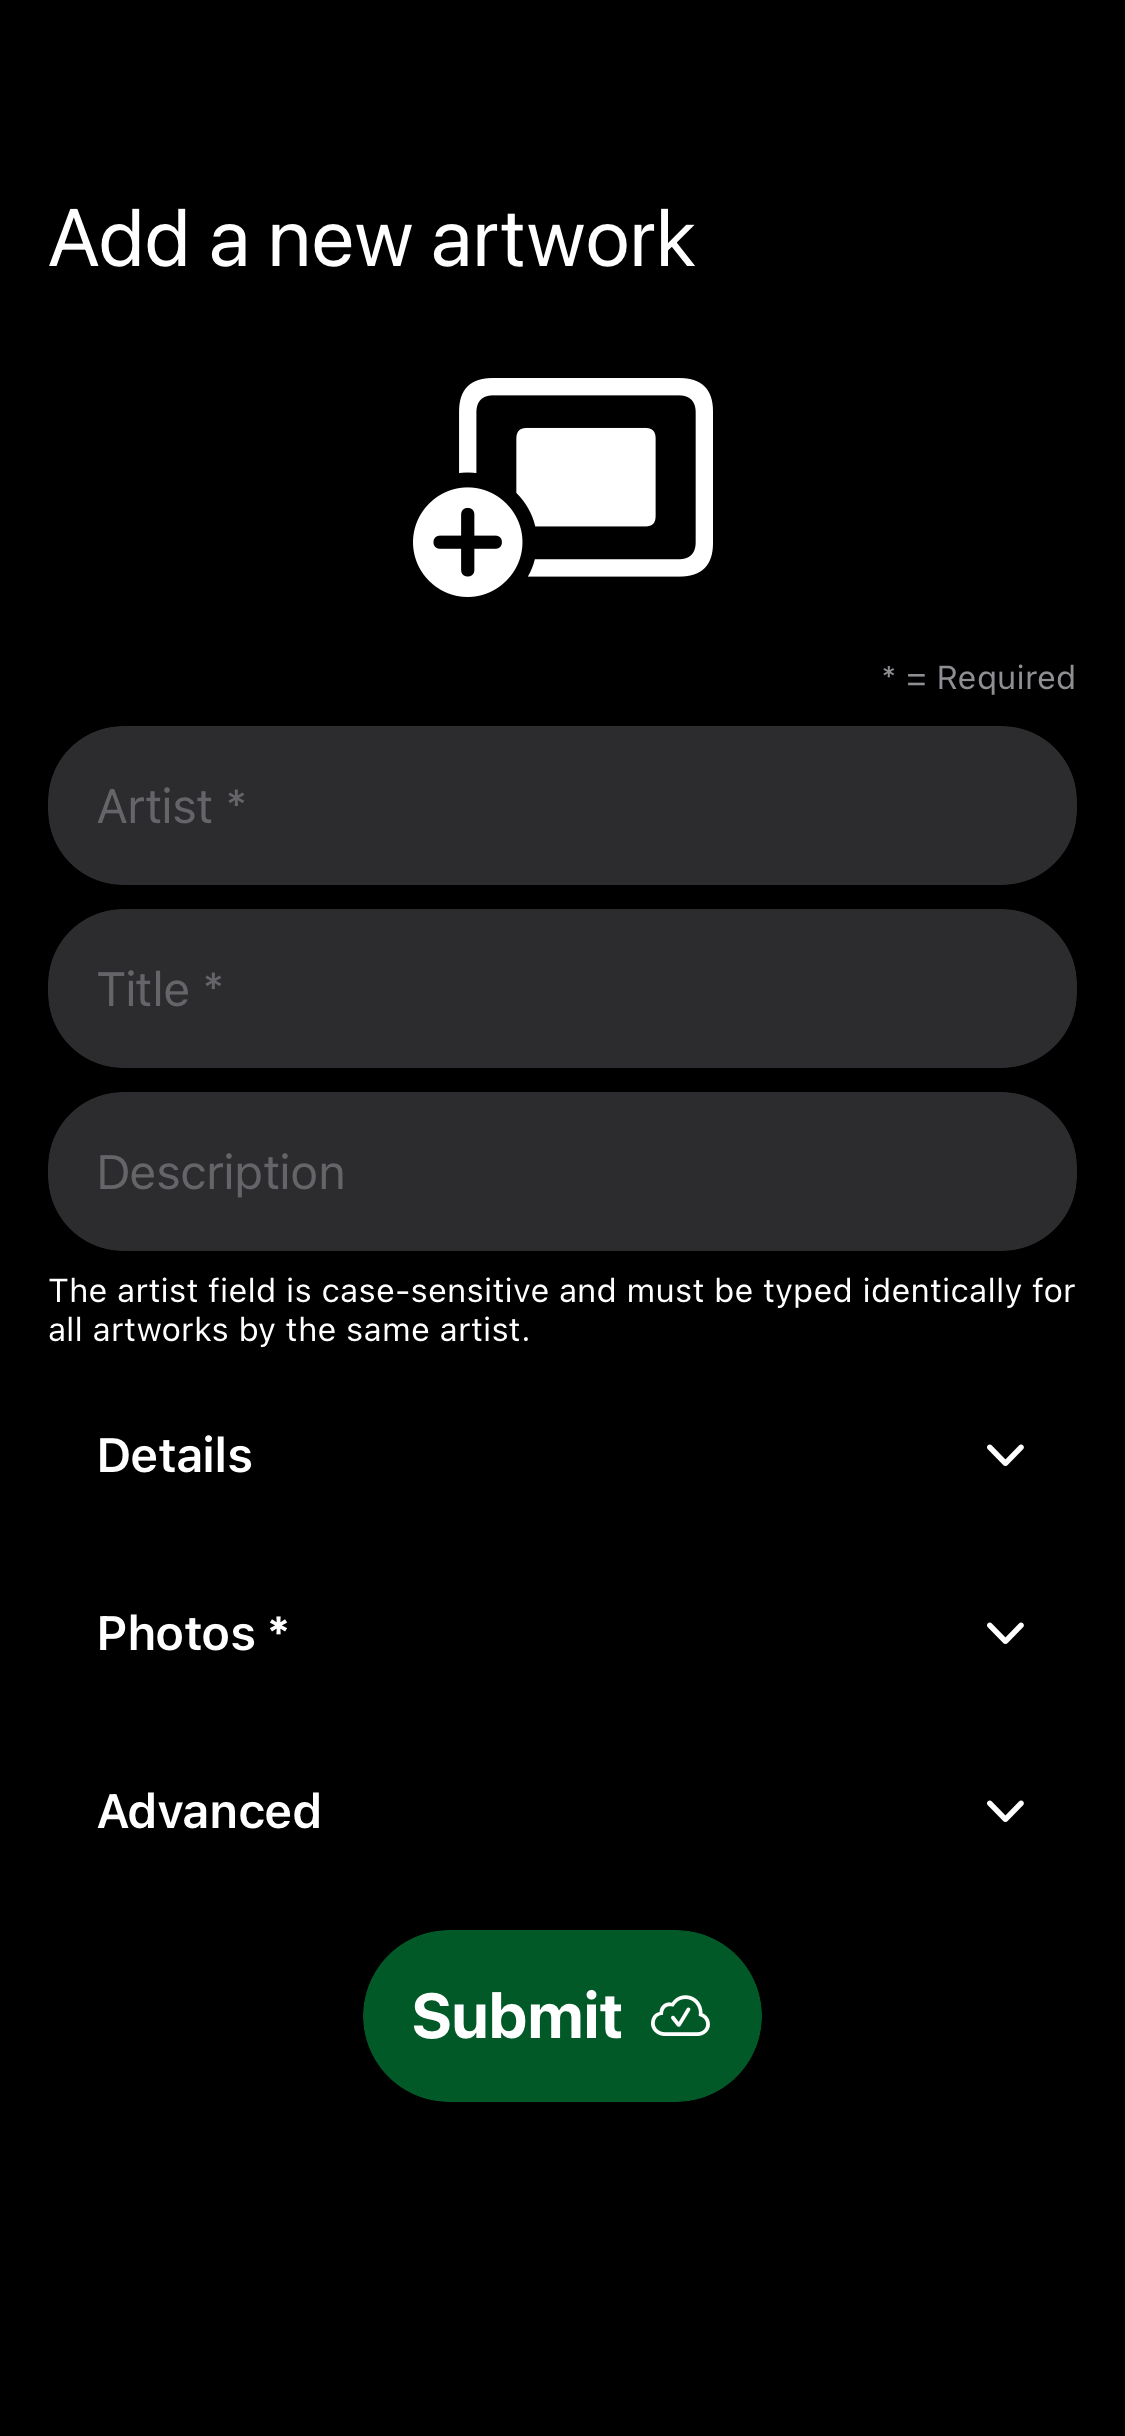 Add a new artwork
* = Required
Artist *
Title *
Description
The artist field is case-sensitive and must be typed identically for
all artworks by the same artist.
Details
Photos *
Advanced
Submit